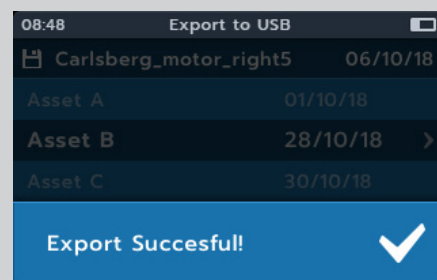 08:48 Export to USB
Carlsberg_motor_right5 06/10/18
Asset A 01/10/18
Asset B 28/10/18
Asset C 30/10/18
Export Succesful!